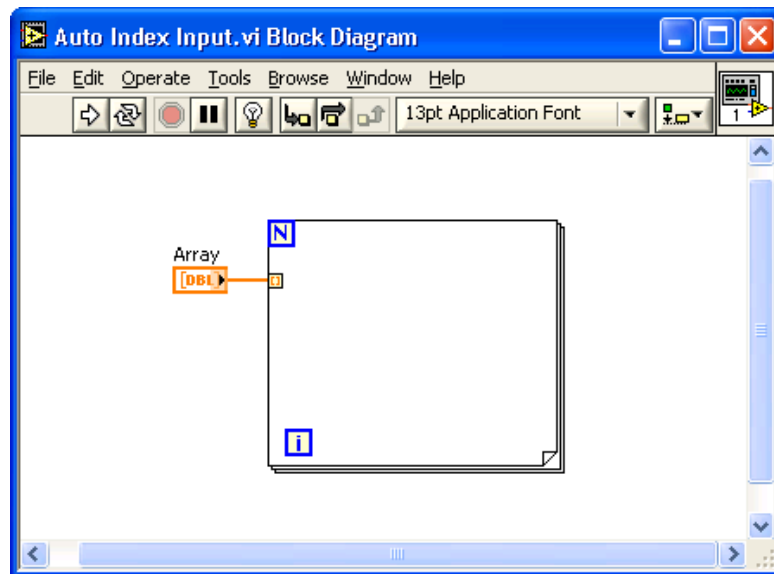 Auto Index Input.vi Block Diagram
File Edit Operate Tools Browse Window Help
13pt Application Font
1
N
Array
[DBL]
i